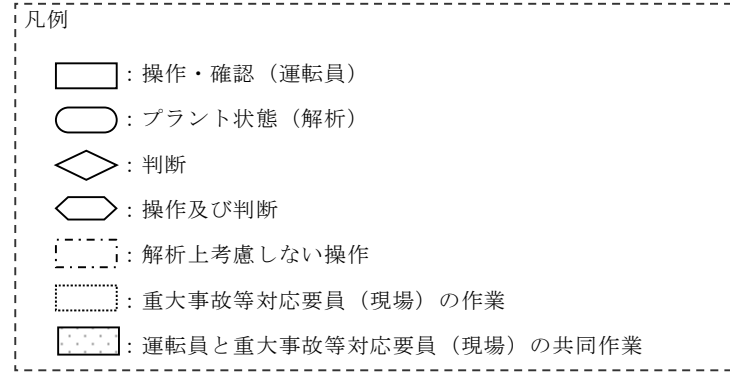 凡例
：操作・確認（運転員）
：プラント状態（解析）
：判断
：操作及び判断
：解析上考慮しない操作
：重大事故等対応要員（現場）の作業
：運転員と重大事故等対応要員（現場）の共同作業